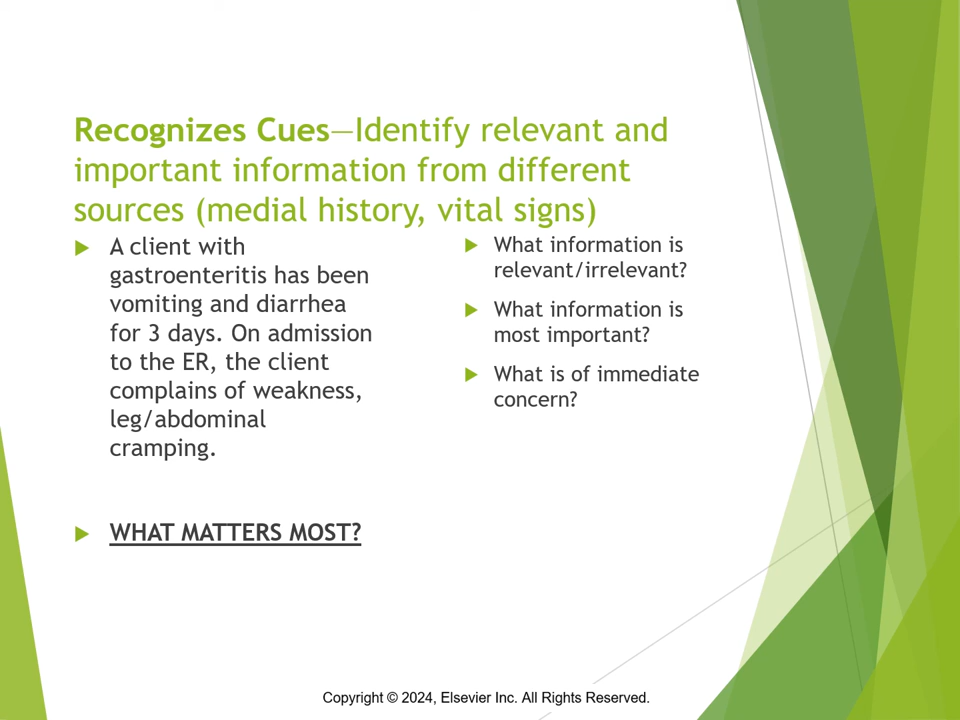 Recognizes Cues—Identify relevant and
important information from different
sources (medial history, vital signs)
A client with
gastroenteritis has been
vomiting and diarrhea
for 3 days. On admission
to the ER, the client
complains of weakness,
leg/abdominal
cramping.
WHAT MATTERS MOST?
What information is
relevant/irrelevant?
What information is
most important?
What is of immediate
concern?
Copyright © 2024, Elsevier Inc. All Rights Reserved.